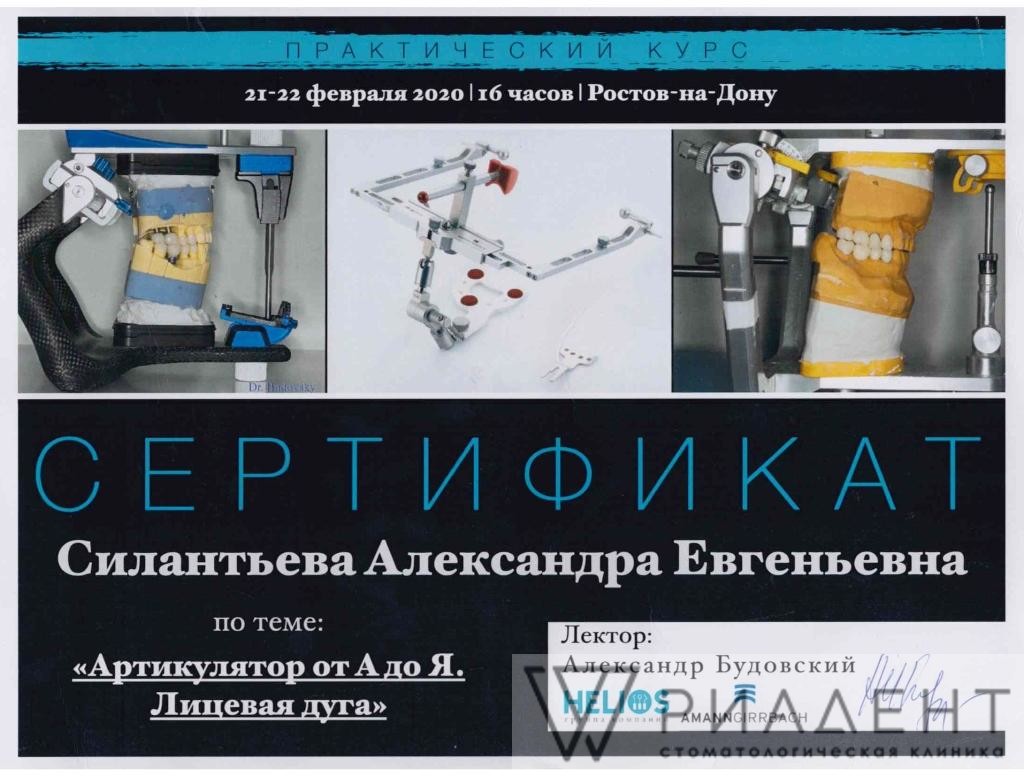 ПРАКТИЧЕСКИЙ КУРС
21-22 февраля 2020 | 16 часов | Ростов-на-Дону
Dr. Budovsky
СЕРТИФИКАТ
Силантьева Александра Евгеньевна
по теме:
«Артикулятор от А до Я.
Лицевая дуга»
Лектор:
Александр Будовский
HELIOS
группа компаний
AMANNGIRRBACH
РИАДЕНТ
стоматологическая клиника